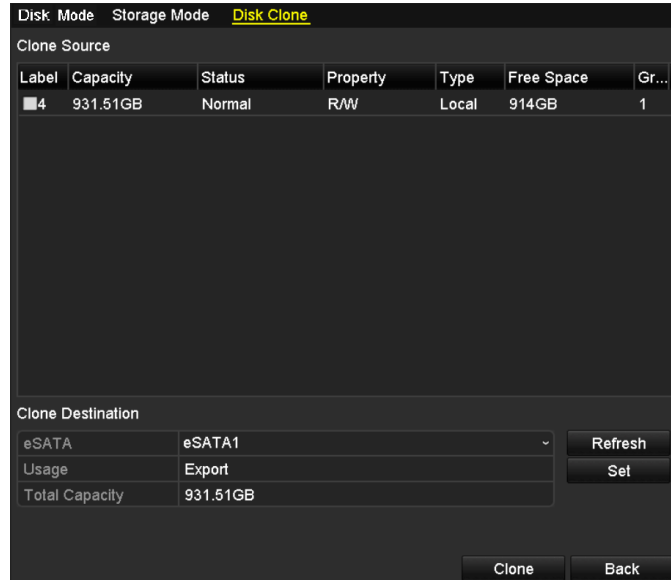 Disk Mode Storage Mode Disk Clone
Clone Source
Label Capacity Status Property Type Free Space Gr...
4 931.51GB Normal R/W Local 914GB 1
Clone Destination
eSATA eSATA1 Refresh
Usage Export Set
Total Capacity 931.51GB
Clone Back